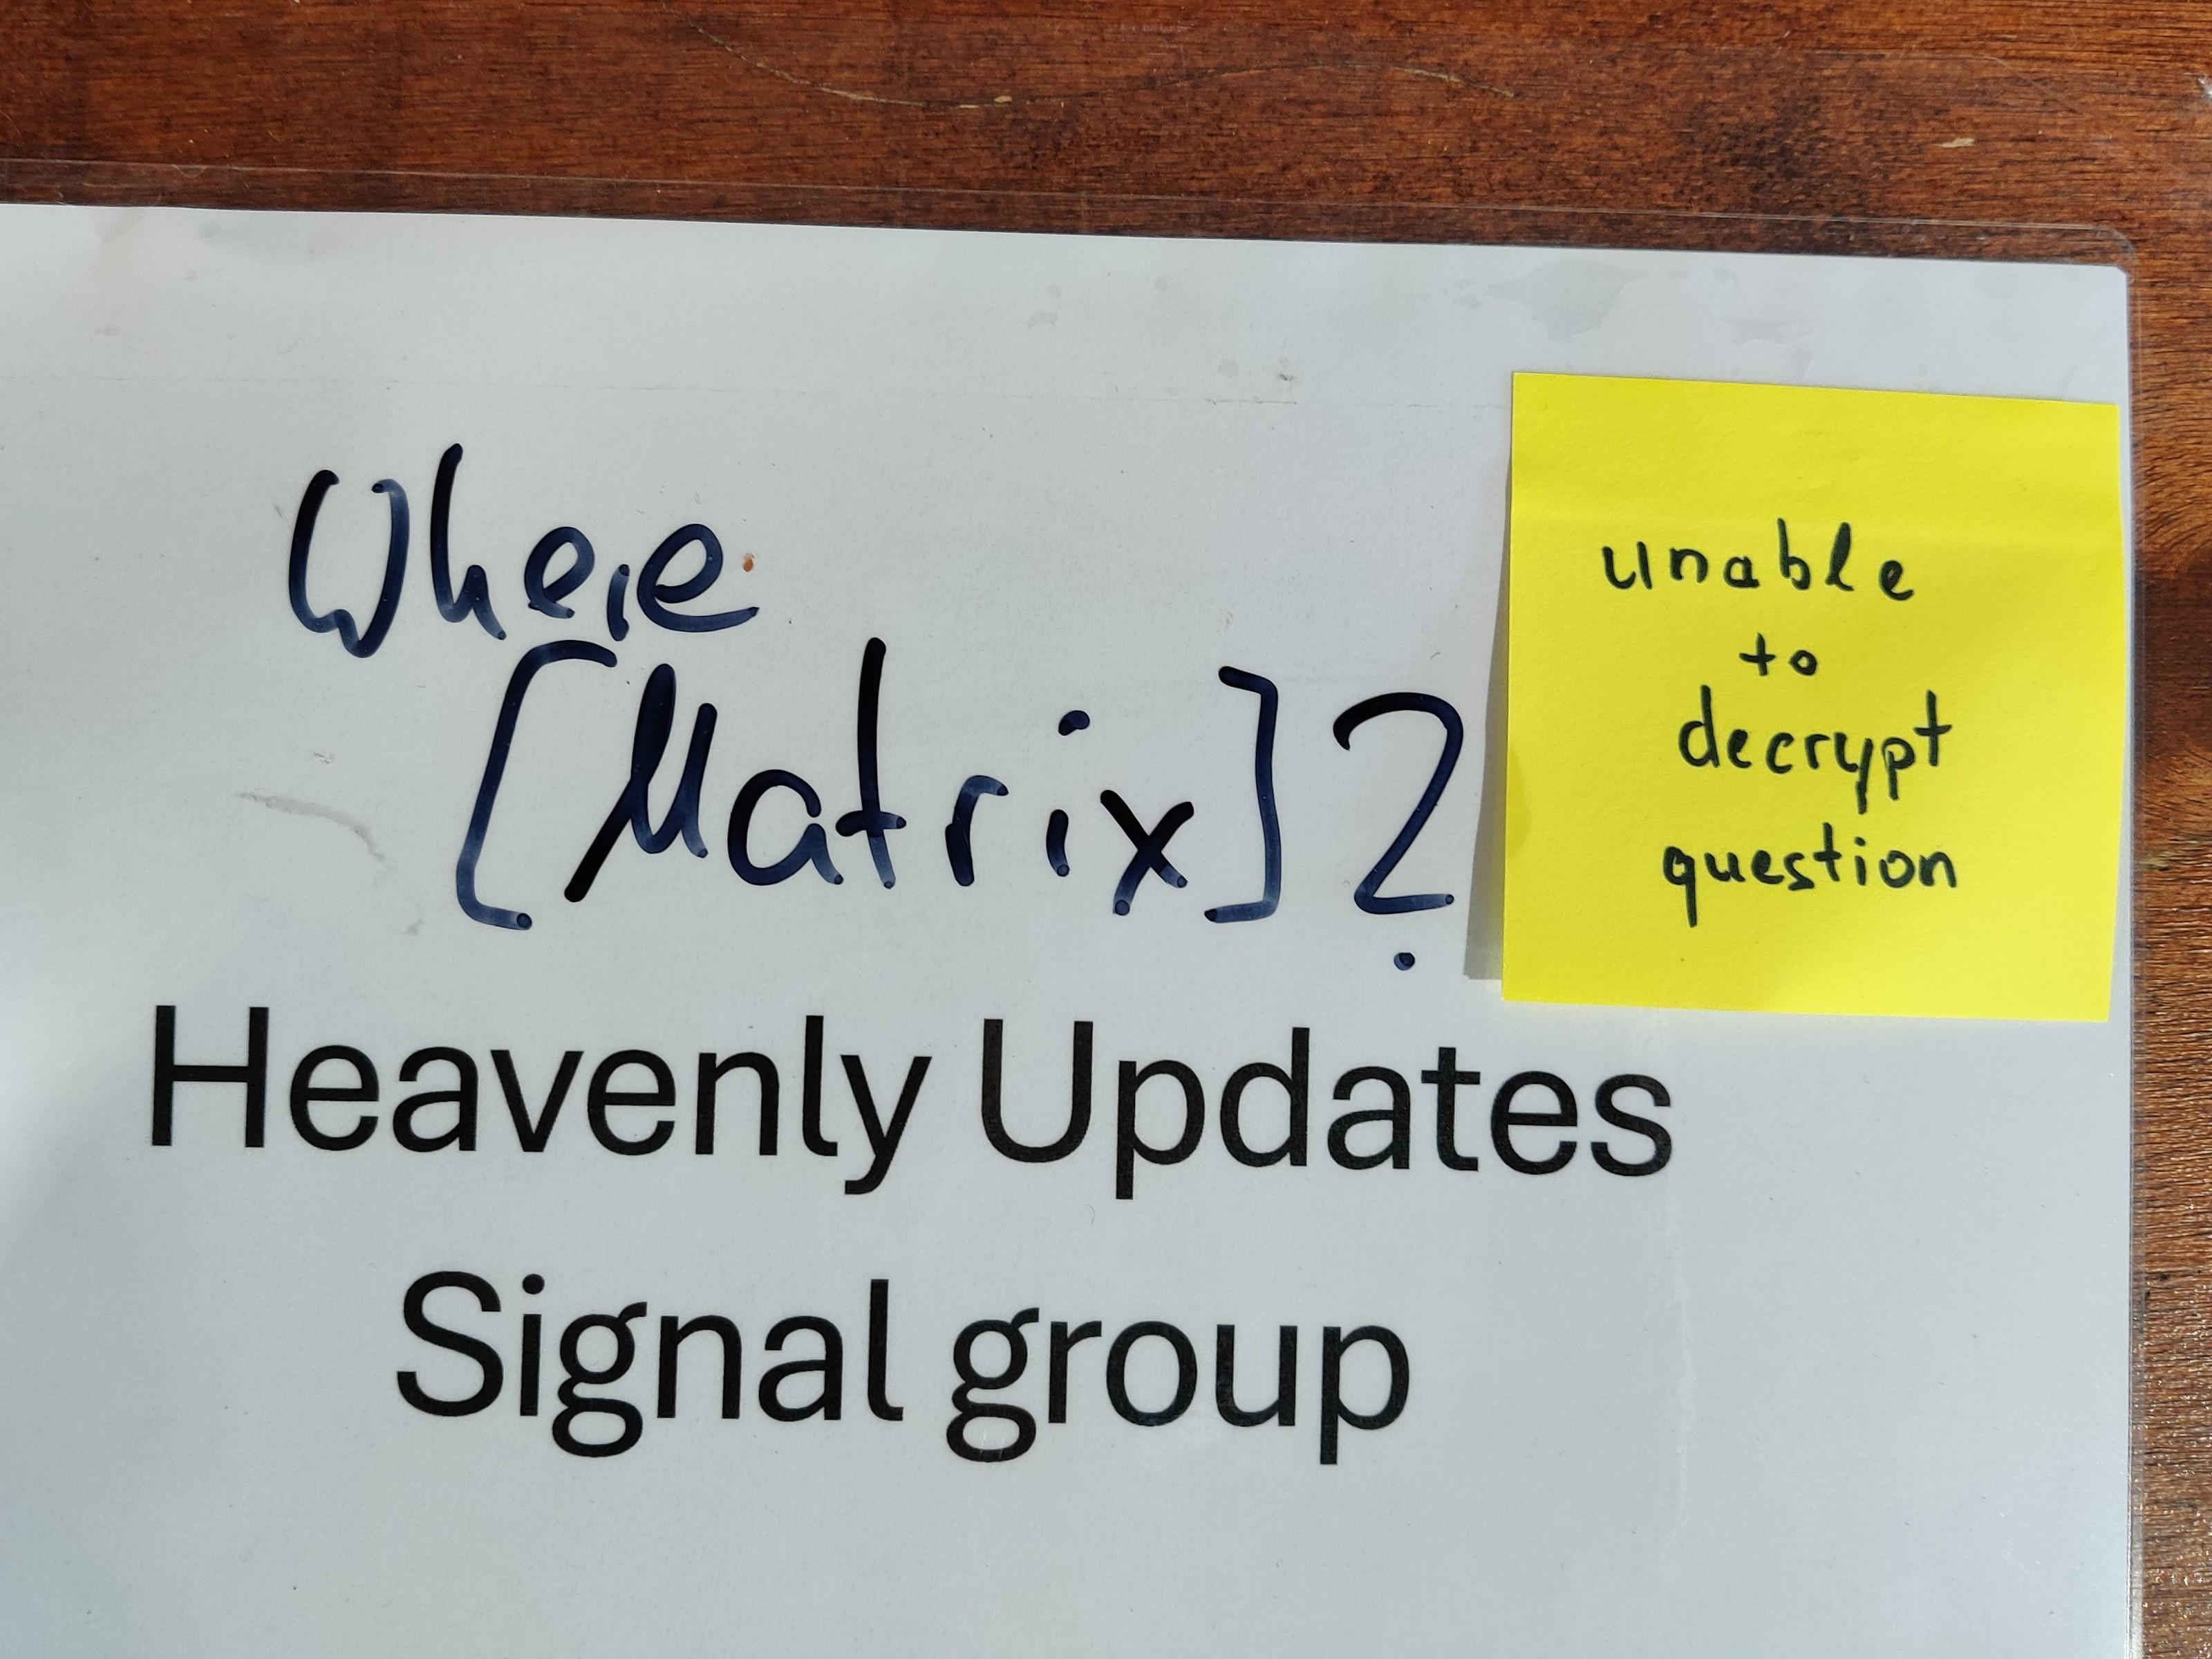 Where
[Matrix]?
unable
to
decrypt
question
Heavenly Updates
Signal group